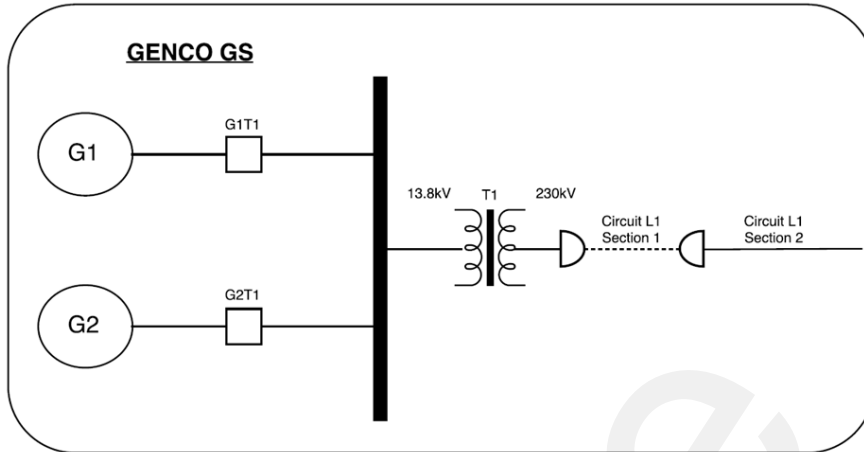 GENCO GS
G1
G1T1
G2
G2T1
13.8kV
T1
230kV
Circuit L1
Section 1
Circuit L1
Section 2